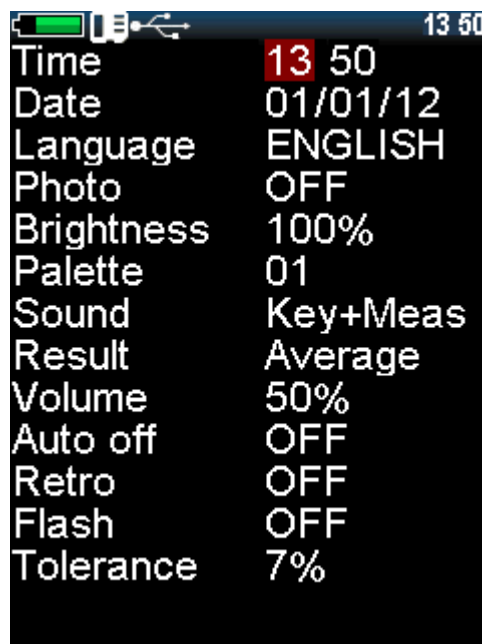 13 50
Time 13 50
Date 01/01/12
Language ENGLISH
Photo OFF
Brightness 100%
Palette 01
Sound Key+Meas
Result Average
Volume 50%
Auto off OFF
Retro OFF
Flash OFF
Tolerance 7%